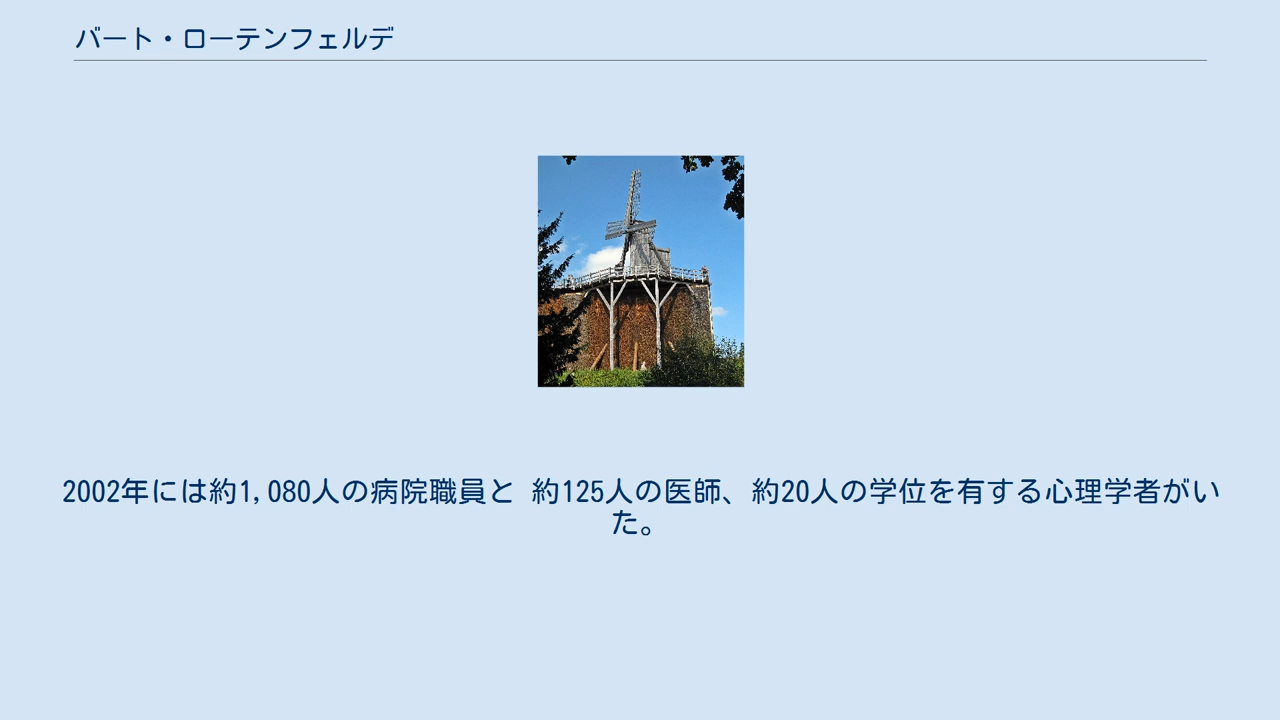 バート・ローテンフェルデ
2002年には約1,080人の病院職員と 約125人の医師、約20人の学位を有する心理学者がい
た。